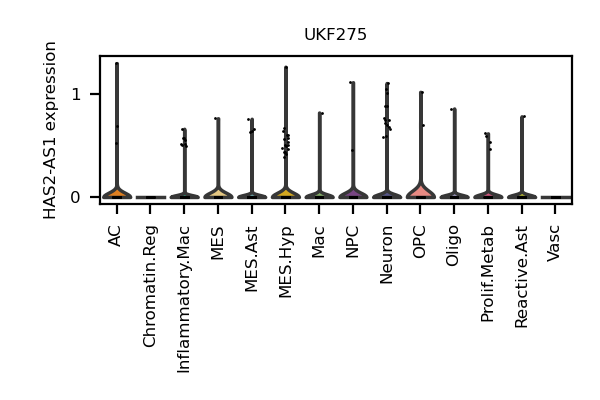 UKF275
HAS2-AS1 expression
1
0
AC
Chromatin.Reg
Inflammatory.Mac
MES
MES.Ast
MES.Hyp
Mac
NPC
Neuron
OPC
Oligo
Prolif.Metab
Reactive.Ast
Vasc